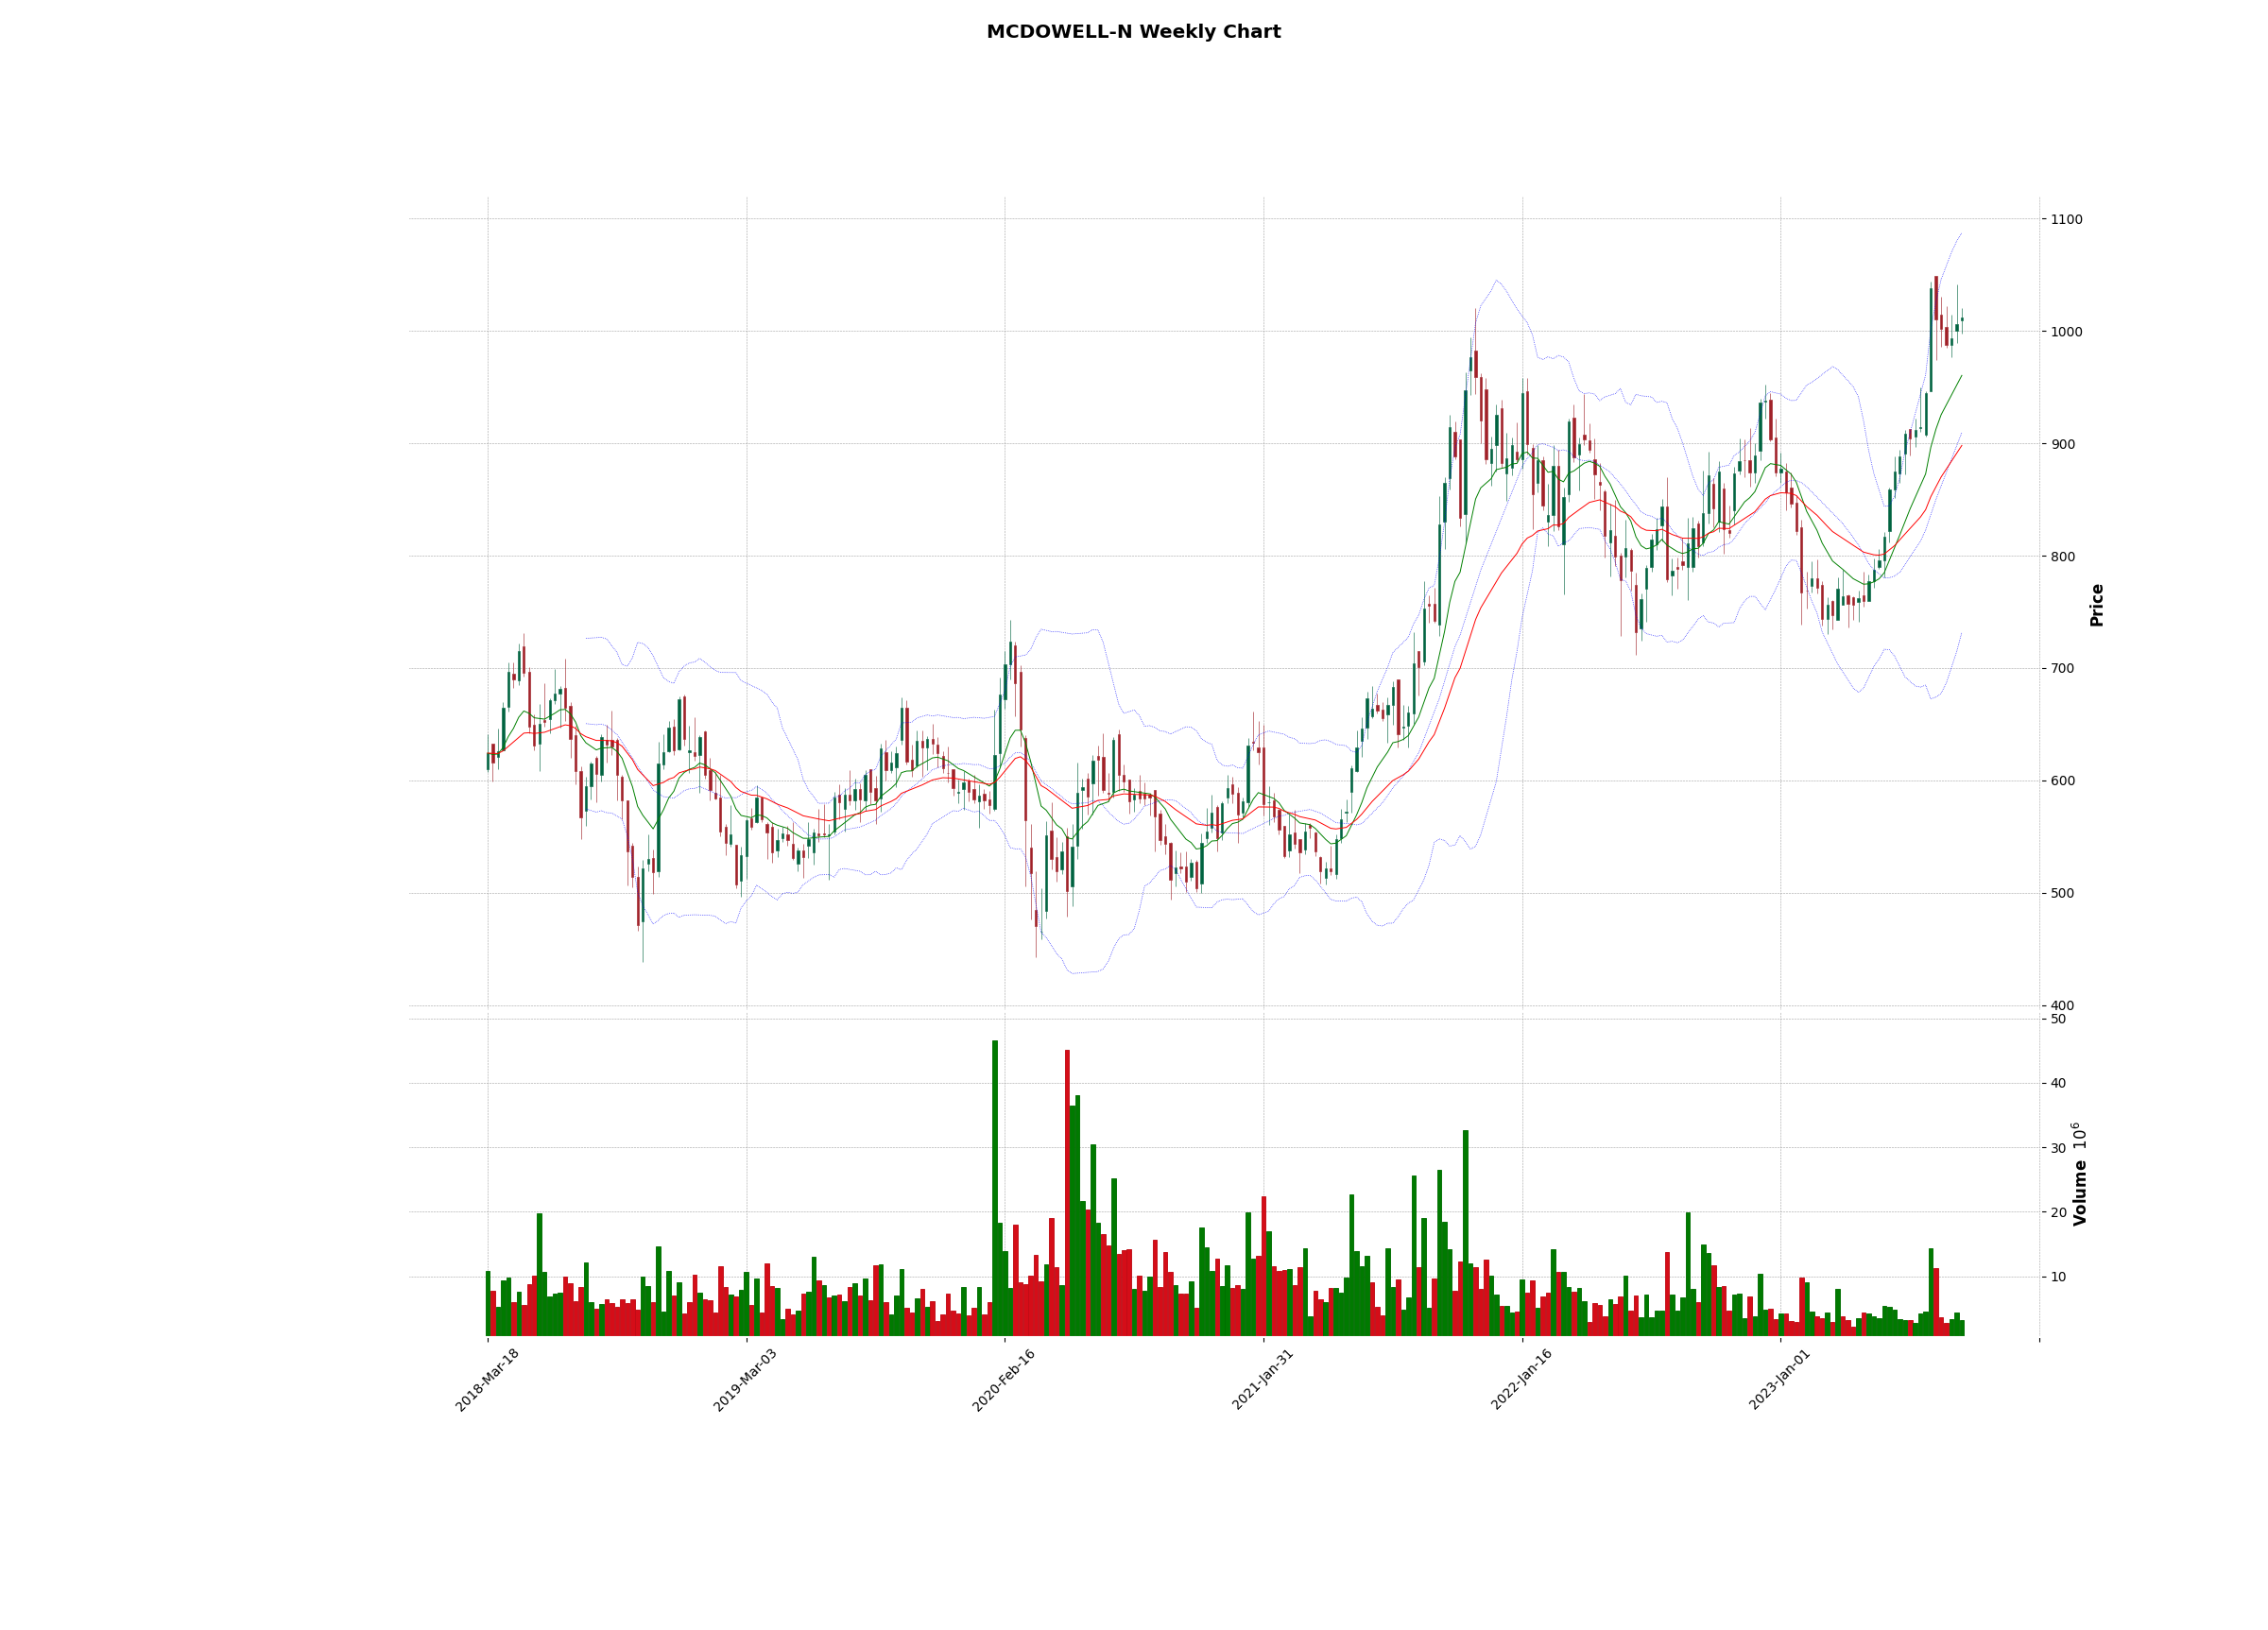 MCDOWELL-N Weekly Chart
1100
1000
900
800
700
600
500
400
Price
50
40
30
20
10
Volume 10^6
2018-Mar-18
2019-Mar-03
2020-Feb-16
2021-Jan-31
2022-Jan-16
2023-Jan-01